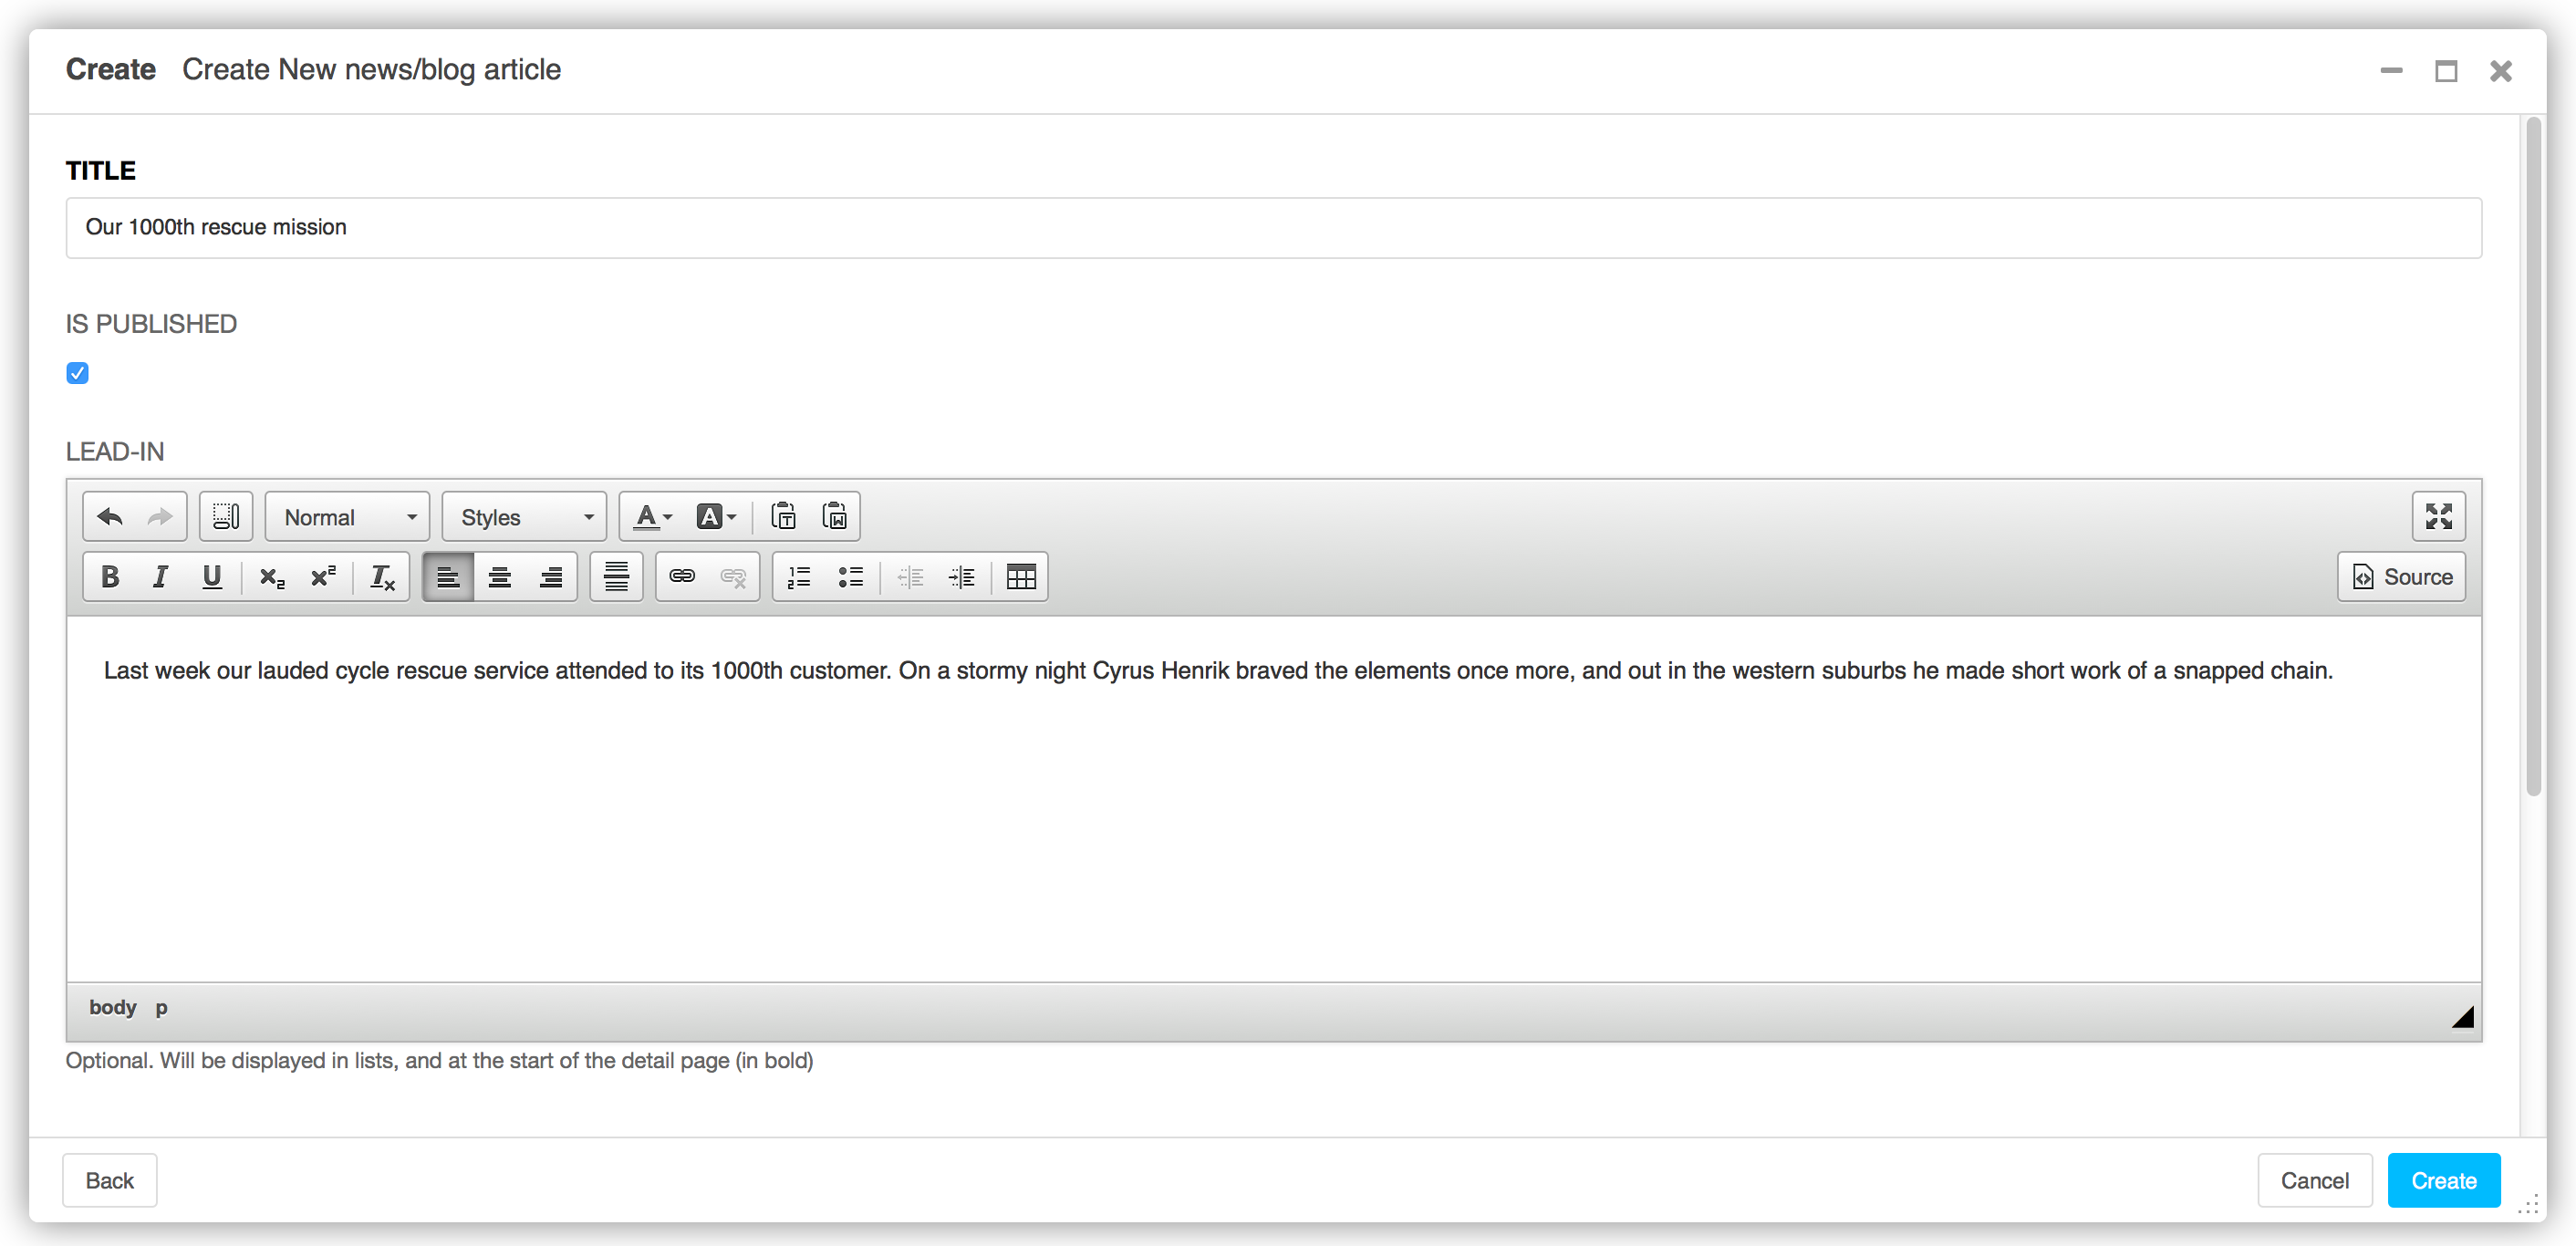 Create Create New news/blog article
TITLE
Our 1000th rescue mission
IS PUBLISHED
LEAD-IN
Normal Styles
Source
Last week our lauded cycle rescue service attended to its 1000th customer. On a stormy night Cyrus Henrik braved the elements once more, and out in the western suburbs he made short work of a snapped chain.
body p
Optional. Will be displayed in lists, and at the start of the detail page (in bold)
Back Cancel Create